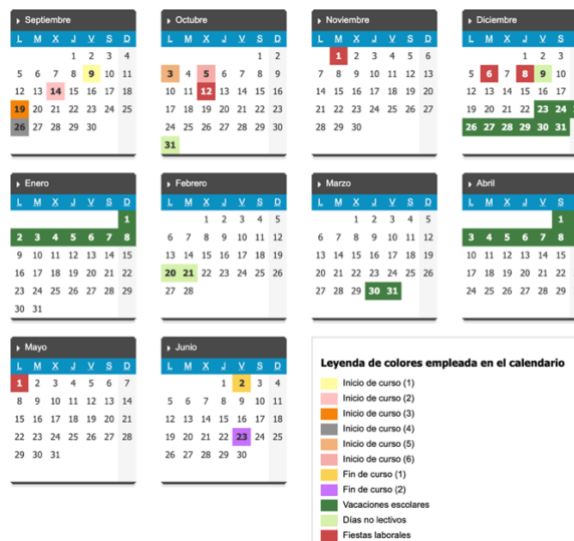 Septiembre
L M X J V S D
1 2 3 4
5 6 7 8 9 10 11
12 13 14 15 16 17 18
19 20 21 22 23 24 25
26 27 28 29 30
Octubre
L M X J V S D
1 2
3 4 5 6 7 8 9
10 11 12 13 14 15 16
17 18 19 20 21 22 23
24 25 26 27 28 29 30
31
Noviembre
L M X J V S D
1 2 3 4 5 6
7 8 9 10 11 12 13
14 15 16 17 18 19 20
21 22 23 24 25 26 27
28 29 30
Diciembre
L M X J V S
1 2 3
5 6 7 8 9 10
12 13 14 15 16 17
19 20 21 22 23 24
26 27 28 29 30 31
Enero
L M X J V S D
1
2 3 4 5 6 7 8
9 10 11 12 13 14 15
16 17 18 19 20 21 22
23 24 25 26 27 28 29
30 31
Febrero
L M X J V S D
1 2 3 4 5
6 7 8 9 10 11 12
13 14 15 16 17 18 19
20 21 22 23 24 25 26
27 28
Marzo
L M X J V S D
1 2 3 4 5
6 7 8 9 10 11 12
13 14 15 16 17 18 19
20 21 22 23 24 25 26
27 28 29 30 31
Abril
L M X J V S
1
3 4 5 6 7 8
10 11 12 13 14 15
17 18 19 20 21 22
24 25 26 27 28 29
Mayo
L M X J V S D
1 2 3 4 5 6 7
8 9 10 11 12 13 14
15 16 17 18 19 20 21
22 23 24 25 26 27 28
29 30 31
Junio
L M X J V S D
1 2 3 4
5 6 7 8 9 10 11
12 13 14 15 16 17 18
19 20 21 22 23 24 25
26 27 28 29 30
Leyenda de colores empleada en el calendario
Inicio de curso (1)
Inicio de curso (2)
Inicio de curso (3)
Inicio de curso (4)
Inicio de curso (5)
Inicio de curso (6)
Fin de curso (1)
Fin de curso (2)
Vacaciones escolares
Días no lectivos
Fiestas laborales